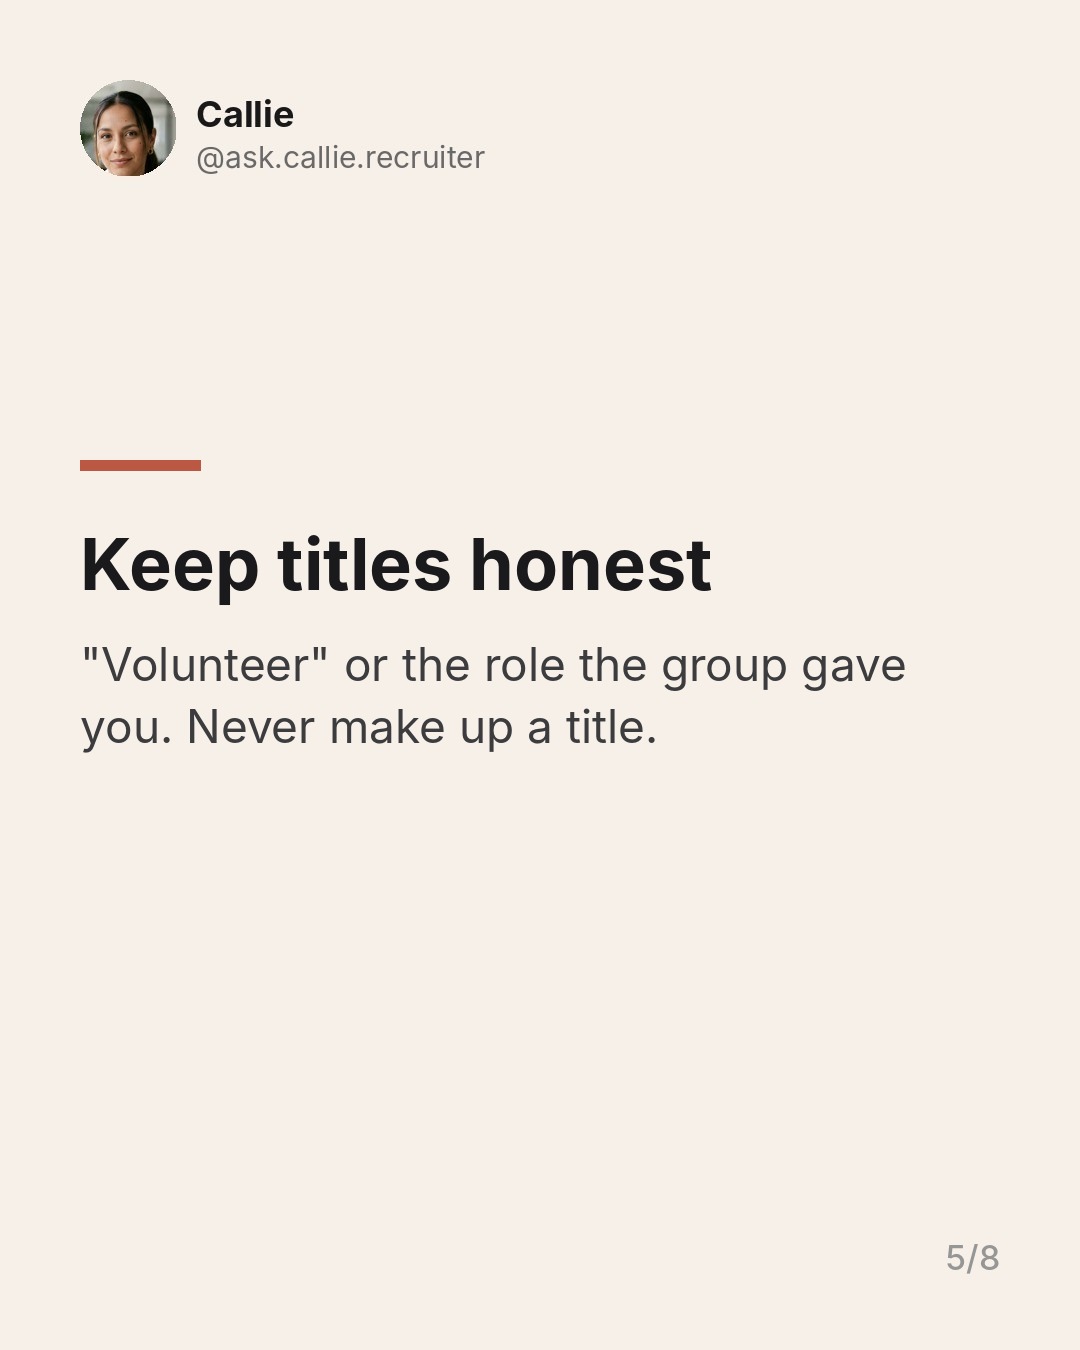 Callie
@ask.callie.recruiter
Keep titles honest
"Volunteer" or the role the group gave
you. Never make up a title.
5/8